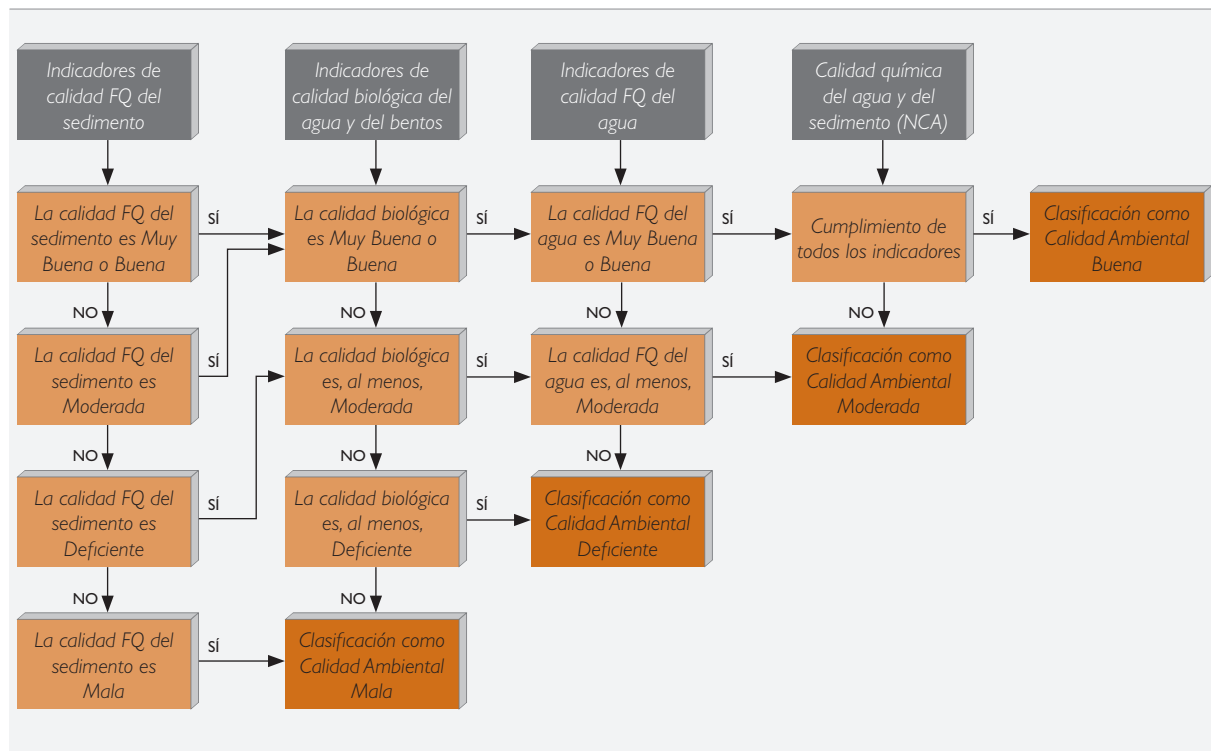 Indicadores de
calidad FQ del
sedimento
Indicadores de
calidad biológica del
agua y del bentos
Indicadores de
calidad FQ del
agua
Calidad química
del agua y del
sedimento (NCA)
La calidad FQ del
sedimento es Muy
Buena o Buena
SÍ
La calidad biológica
es Muy Buena o
Buena
SÍ
La calidad FQ del
agua es Muy Buena
o Buena
SÍ
Cumplimiento de
todos los indicadores
SÍ
Clasificación como
Calidad Ambiental
Buena
NO
NO
NO
NO
La calidad FQ del
sedimento es
Moderada
SÍ
La calidad biológica
es, al menos,
Moderada
SÍ
La calidad FQ del
agua es, al menos,
Moderada
SÍ
Clasificación como
Calidad Ambiental
Moderada
NO
NO
NO
La calidad FQ del
sedimento es
Deficiente
SÍ
La calidad biológica
es, al menos,
Deficiente
SÍ
Clasificación como
Calidad Ambiental
Deficiente
NO
NO
La calidad FQ del
sedimento es
Mala
SÍ
Clasificación como
Calidad Ambiental
Mala